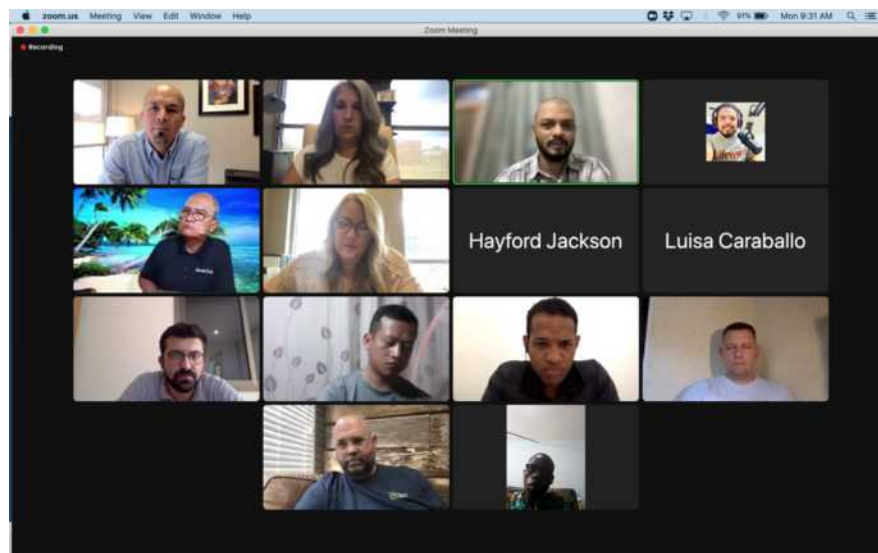 zoom.us Meeting View Edit Window Help
91% Mon 9:31 AM
Zoom Meeting
Recording
Hayford Jackson
Luisa Caraballo